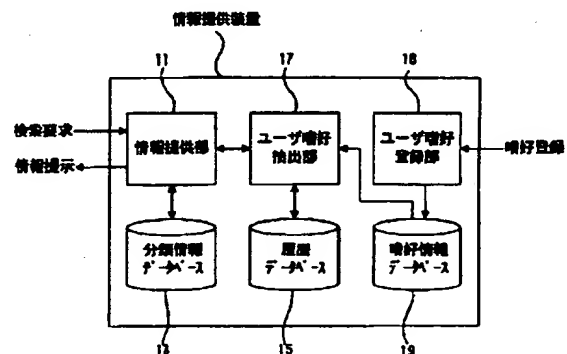 情報提供装置
11
17
18
検索要求
情報提示
情報提供部
ユーザ嗜好
抽出部
ユーザ嗜好
登録部
嗜好登録
分類情報
データベース
履歴
データベース
嗜好情報
データベース
13
15
19